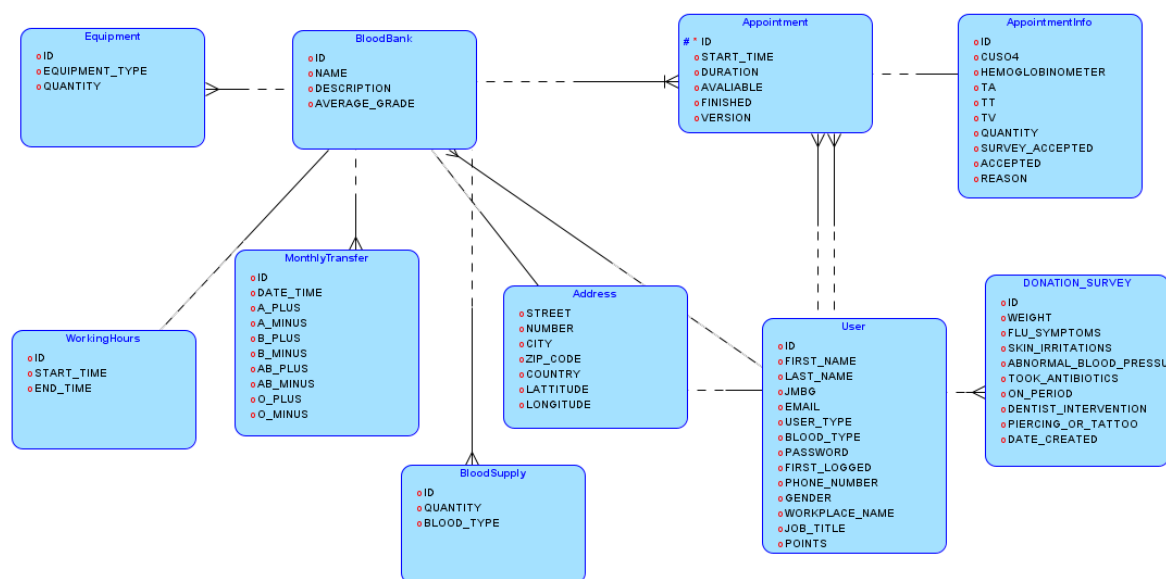 Equipment
o ID
o EQUIPMENT_TYPE
o QUANTITY
BloodBank
o ID
o NAME
o DESCRIPTION
o AVERAGE_GRADE
Appointment
# * ID
o START_TIME
o DURATION
o AVALIABLE
o FINISHED
o VERSION
AppointmentInfo
o ID
o CUSO4
o HEMOGLOBINOMETER
o TA
o TT
o TV
o QUANTITY
o SURVEY_ACCEPTED
o ACCEPTED
o REASON
WorkingHours
o ID
o START_TIME
o END_TIME
MonthlyTransfer
o ID
o DATE_TIME
o A_PLUS
o A_MINUS
o B_PLUS
o B_MINUS
o AB_PLUS
o AB_MINUS
o O_PLUS
o O_MINUS
BloodSupply
o ID
o QUANTITY
o BLOOD_TYPE
Address
o STREET
o NUMBER
o CITY
o ZIP_CODE
o COUNTRY
o LATTITUDE
o LONGITUDE
User
o ID
o FIRST_NAME
o LAST_NAME
o JMBG
o EMAIL
o USER_TYPE
o BLOOD_TYPE
o PASSWORD
o FIRST_LOGGED
o PHONE_NUMBER
o GENDER
o WORKPLACE_NAME
o JOB_TITLE
o POINTS
DONATION_SURVEY
o ID
o WEIGHT
o FLU_SYMPTOMS
o SKIN_IRRITATIONS
o ABNORMAL_BLOOD_PRESSU
o TOOK_ANTIBIOTICS
o ON_PERIOD
o DENTIST_INTERVENTION
o PIERCING_OR_TATTOO
o DATE_CREATED